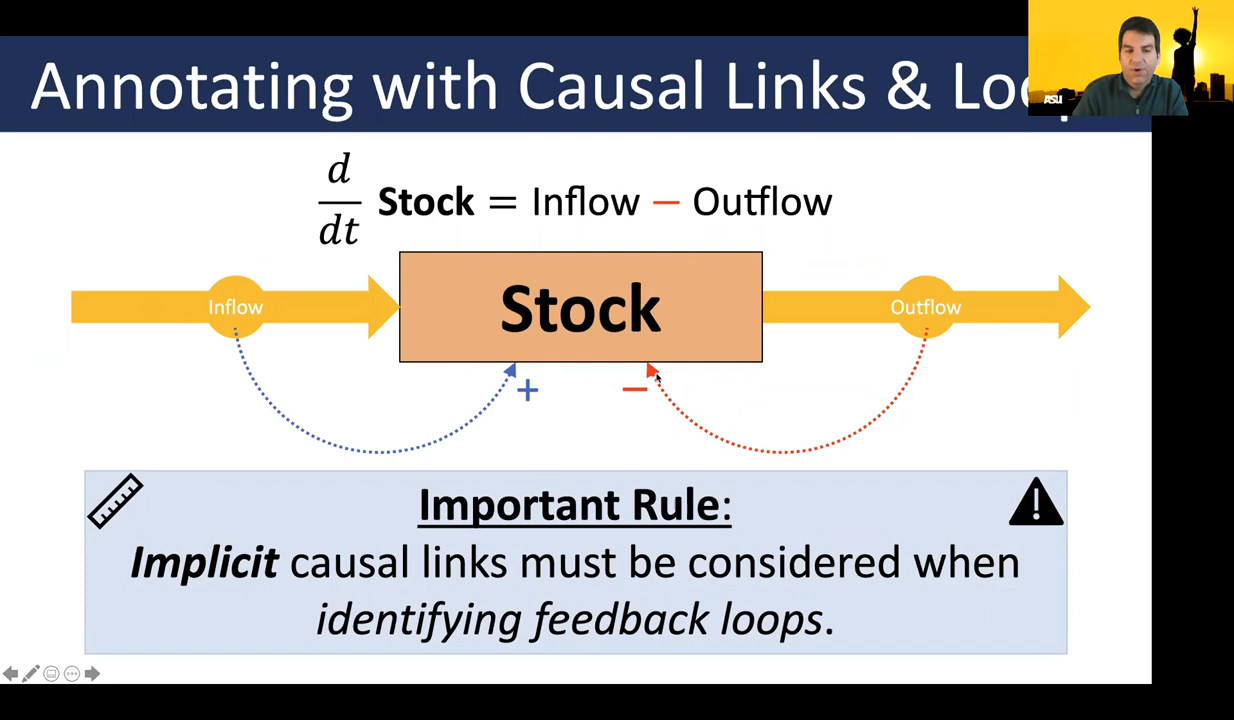 Annotating with Causal Links & Loo
ASU
d
dt
Stock = Inflow − Outflow
Inflow
Stock
Outflow
+
−
Important Rule:
Implicit causal links must be considered when
identifying feedback loops.